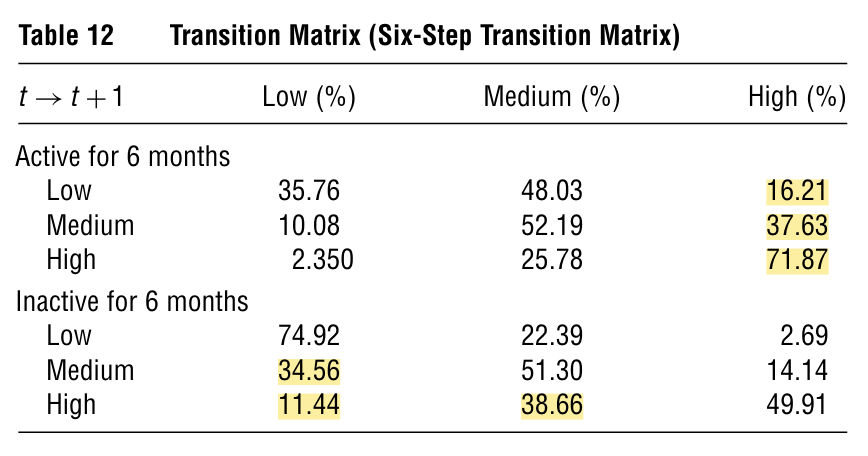 Table 12 Transition Matrix (Six-Step Transition Matrix)
t → t + 1 Low (%) Medium (%) High (%)
Active for 6 months
Low 35.76 48.03 16.21
Medium 10.08 52.19 37.63
High 2.350 25.78 71.87
Inactive for 6 months
Low 74.92 22.39 2.69
Medium 34.56 51.30 14.14
High 11.44 38.66 49.91